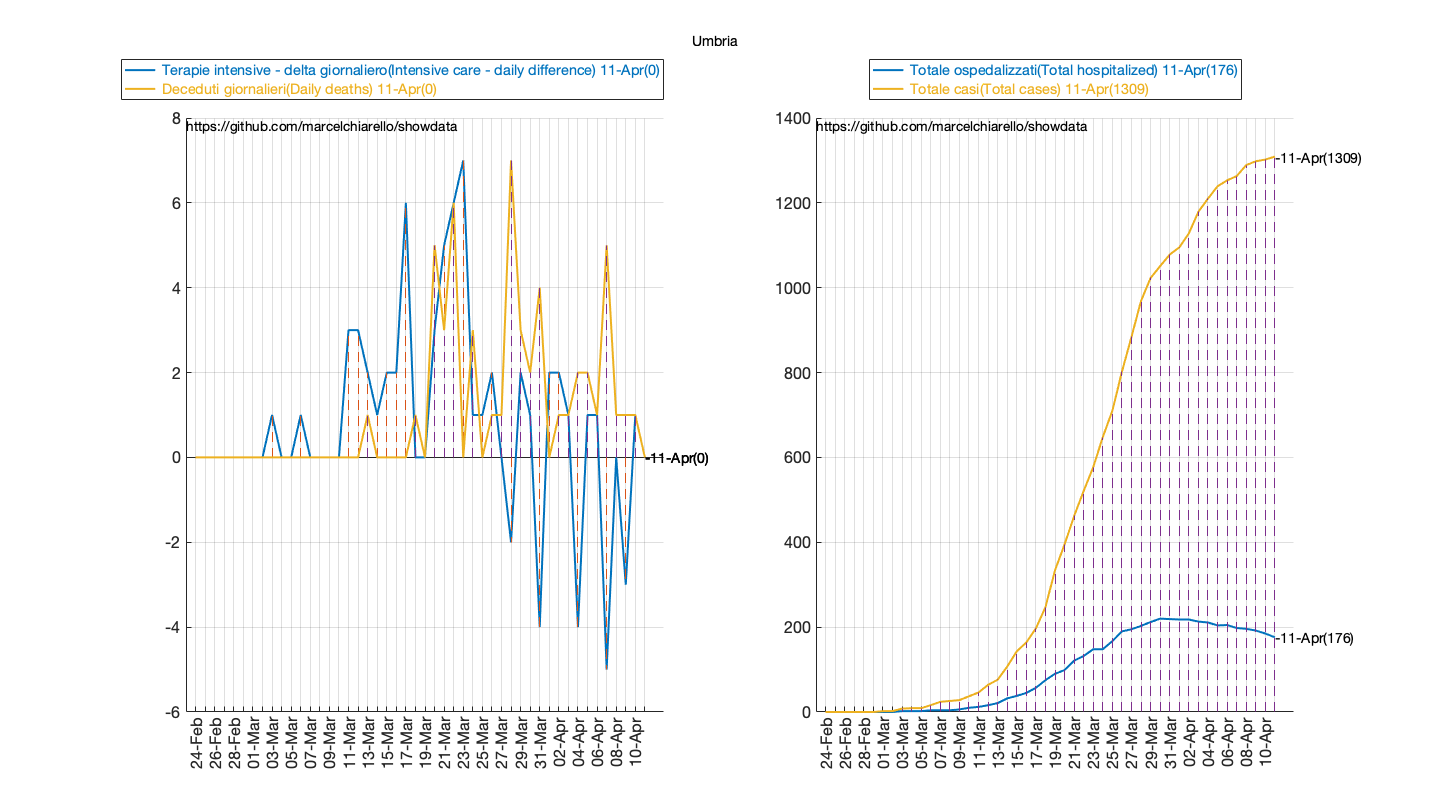 Umbria
Terapie intensive - delta giornaliero(Intensive care - daily difference) 11-Apr(0)
Deceduti giornalieri(Daily deaths) 11-Apr(0)
https://github.com/marcelchiarello/showdata
8
6
4
2
0
-2
-4
-6
-11-Apr(0)
24-Feb
26-Feb
28-Feb
01-Mar
03-Mar
05-Mar
07-Mar
09-Mar
11-Mar
13-Mar
15-Mar
17-Mar
19-Mar
21-Mar
23-Mar
25-Mar
27-Mar
29-Mar
31-Mar
02-Apr
04-Apr
06-Apr
08-Apr
10-Apr
Totale ospedalizzati(Total hospitalized) 11-Apr(176)
Totale casi(Total cases) 11-Apr(1309)
https://github.com/marcelchiarello/showdata
1400
1200
1000
800
600
400
200
0
-11-Apr(1309)
-11-Apr(176)
24-Feb
26-Feb
28-Feb
01-Mar
03-Mar
05-Mar
07-Mar
09-Mar
11-Mar
13-Mar
15-Mar
17-Mar
19-Mar
21-Mar
23-Mar
25-Mar
27-Mar
29-Mar
31-Mar
02-Apr
04-Apr
06-Apr
08-Apr
10-Apr